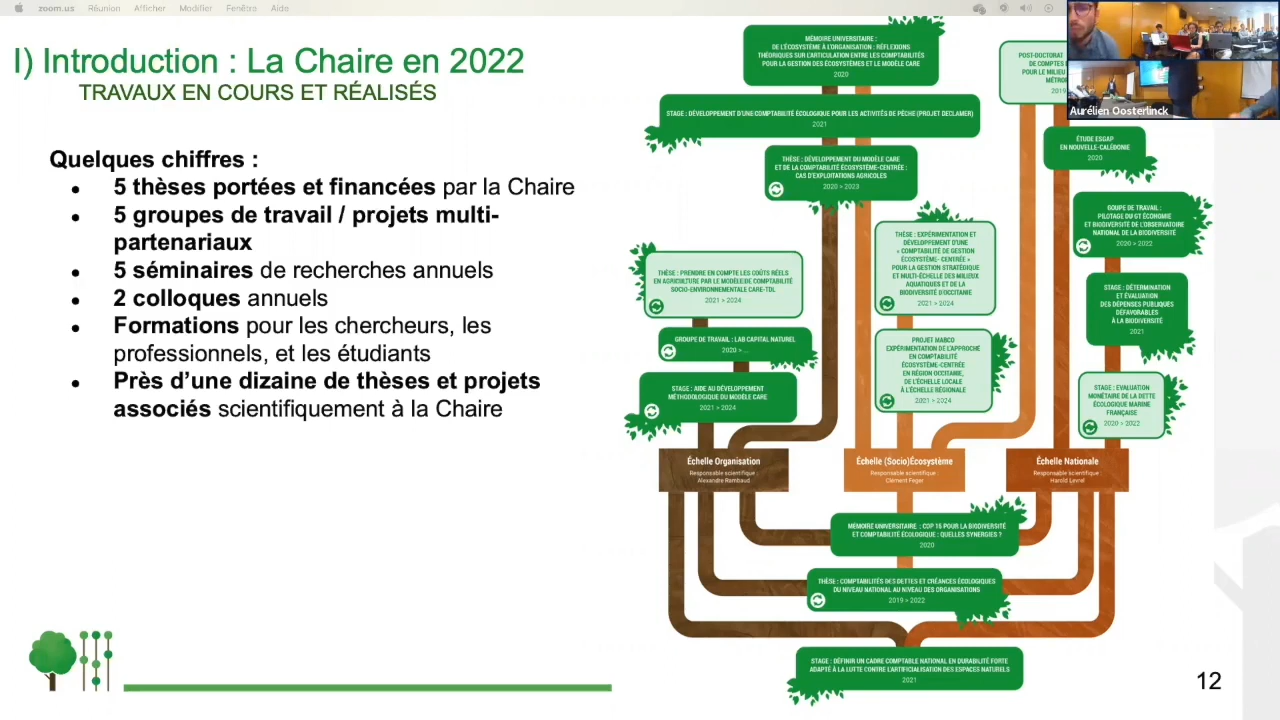 zoom.us Réunion Afficher Modifier Fenêtre Aide
I) Introduction : La Chaire en 2022
TRAVAUX EN COURS ET RÉALISÉS
Quelques chiffres :
5 thèses portées et financées par la Chaire
5 groupes de travail / projets multi-
partenariaux
5 séminaires de recherches annuels
2 colloques annuels
Formations pour les chercheurs, les
professionnels, et les étudiants
Près d’une dizaine de thèses et projets
associés scientifiquement à la Chaire
MÉMOIRE UNIVERSITAIRE :
DE L'ÉCOSYSTÈME À L'ORGANISATION : RÉFLEXIONS
THÉORIQUES SUR L'ARTICULATION ENTRE LES COMPTABILITÉS
POUR LA GESTION DES ÉCOSYSTÈMES ET LE MODÈLE CARE
2020
POST-DOCTORAT
DE COMPTES
POUR LE MILIEU
2019
Aurélien Oosterlinck
STAGE : DÉVELOPPEMENT D'UNE COMPTABILITÉ ÉCOLOGIQUE POUR LES ACTIVITÉS DE PÊCHE (PROJET DECLAMER)
2021
ÉTUDE ESGAP
EN NOUVELLE-CALÉDONIE
2020
THÈSE : DÉVELOPPEMENT DU MODÈLE CARE
ET DE LA COMPTABILITÉ ÉCOSYSTÈME-CENTRÉE :
CAS D'EXPLOITATIONS AGRICOLES
2020 > 2023
GOUPE DE TRAVAIL :
PILOTAGE DU GT ÉCONOMIE
ET BIODIVERSITÉ DE L'OBSERVATOIRE
NATIONAL DE LA BIODIVERSITÉ
2020 > 2022
THÈSE : EXPÉRIMENTATION ET
DÉVELOPPEMENT D'UNE
« COMPTABILITÉ DE GESTION
ÉCOSYSTÈME- CENTRÉE »
POUR LA GESTION STRATÉGIQUE
ET MULTI-ÉCHELLE DES MILIEUX
AQUATIQUES ET DE LA
BIODIVERSITÉ D'OCCITANIE
2021 > 2024
THÈSE : PRENDRE EN COMPTE LES COÛTS RÉELS
EN AGRICULTURE PAR LE MODÈLE DE COMPTABILITÉ
SOCIO-ENVIRONNEMENTALE CARE-TDL
2021 > 2024
STAGE : DÉTERMINATION
ET ÉVALUATION
DES DÉPENSES PUBLIQUES
DÉFAVORABLES
À LA BIODIVERSITÉ
2021
GROUPE DE TRAVAIL : LAB CAPITAL NATUREL
2020 > ...
PROJET MABCO
EXPÉRIMENTATION DE L'APPROCHE
EN COMPTABILITÉ
ÉCOSYSTÈME-CENTRÉE
EN RÉGION OCCITANIE,
DE L'ÉCHELLE LOCALE
À L'ÉCHELLE RÉGIONALE
2021 > 2024
STAGE : AIDE AU DÉVELOPPEMENT
MÉTHODOLOGIQUE DU MODÈLE CARE
2021 > 2024
STAGE : EVALUATION
MONÉTAIRE DE LA DETTE
ÉCOLOGIQUE MARINE
FRANÇAISE
2020 > 2022
Échelle Organisation
Responsable scientifique :
Alexandre Rambaud
Échelle (Socio)Écosystème
Responsable scientifique :
Clément Feger
Échelle Nationale
Responsable scientifique :
Harold Levrel
MÉMOIRE UNIVERSITAIRE : COP 15 POUR LA BIODIVERSITÉ
ET COMPTABILITÉ ÉCOLOGIQUE : QUELLES SYNERGIES ?
2020
THÈSE : COMPTABILITÉS DES DETTES ET CRÉANCES ÉCOLOGIQUES
DU NIVEAU NATIONAL AU NIVEAU DES ORGANISATIONS
2019 > 2022
STAGE : DÉFINIR UN CADRE COMPTABLE NATIONAL EN DURABILITÉ FORTE
ADAPTÉ À LA LUTTE CONTRE L'ARTIFICIALISATION DES ESPACES NATURELS
2021
12